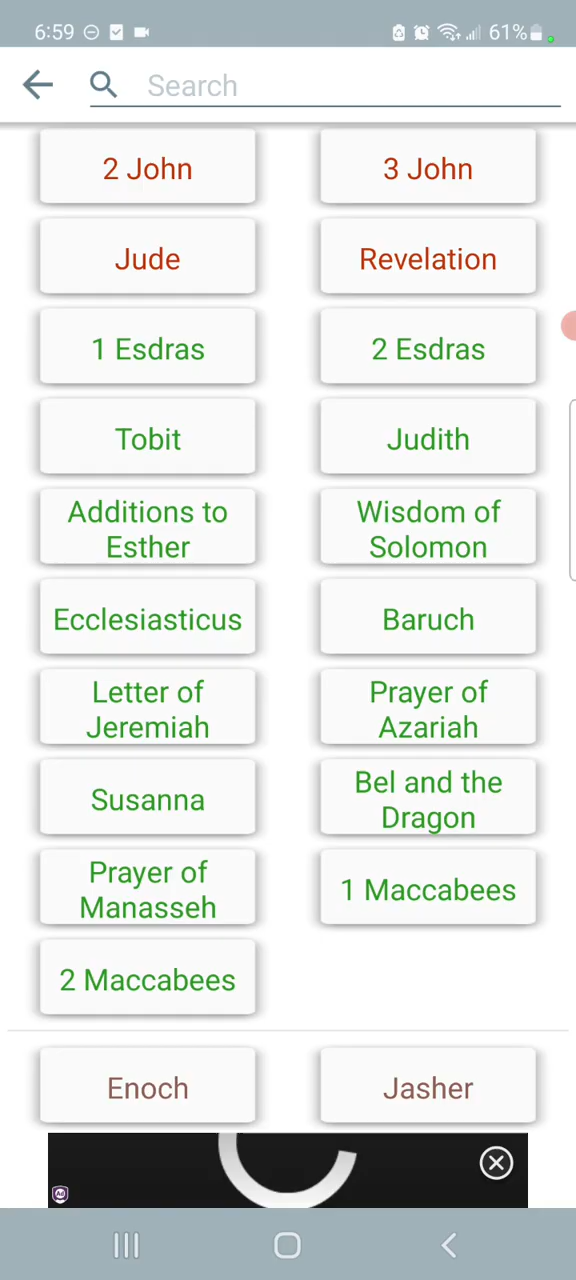 6:59 61%
Search
2 John 3 John
Jude Revelation
1 Esdras 2 Esdras
Tobit Judith
Additions to Esther Wisdom of Solomon
Ecclesiasticus Baruch
Letter of Jeremiah Prayer of Azariah
Susanna Bel and the Dragon
Prayer of Manasseh 1 Maccabees
2 Maccabees
Enoch Jasher
Ad